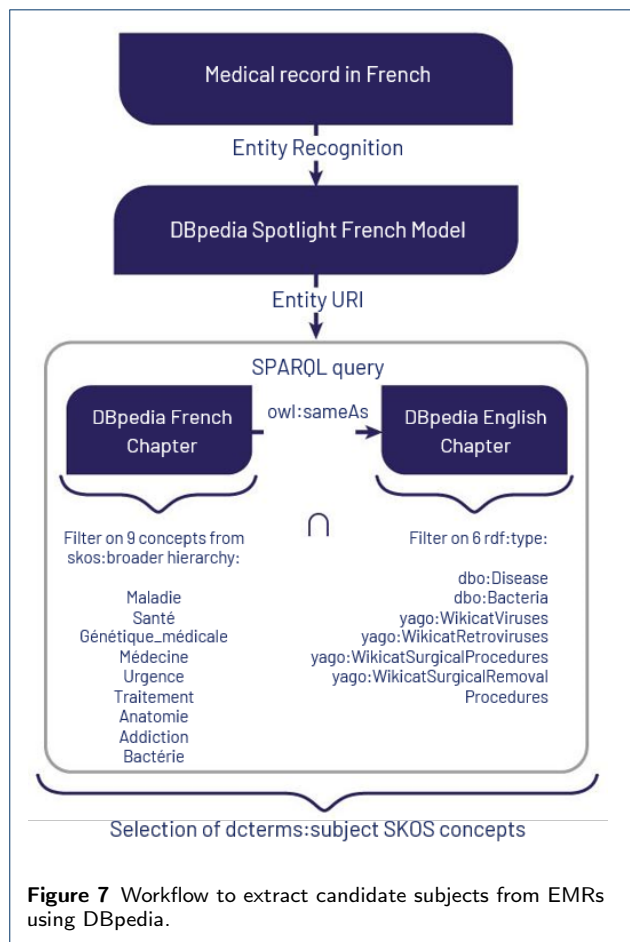 Medical record in French
Entity Recognition
DBpedia Spotlight French Model
Entity URI
SPARQL query
DBpedia French
Chapter
owl:sameAs
DBpedia English
Chapter
∩
Filter on 9 concepts from
skos:broader hierarchy:
Maladie
Santé
Génétique_médicale
Médecine
Urgence
Traitement
Anatomie
Addiction
Bactérie
Filter on 6 rdf:type:
dbo:Disease
dbo:Bacteria
yago:WikicatViruses
yago:WikicatRetroviruses
yago:WikicatSurgicalProcedures
yago:WikicatSurgicalRemoval
Procedures
Selection of dcterms:subject SKOS concepts
Figure 7 Workflow to extract candidate subjects from EMRs
using DBpedia.